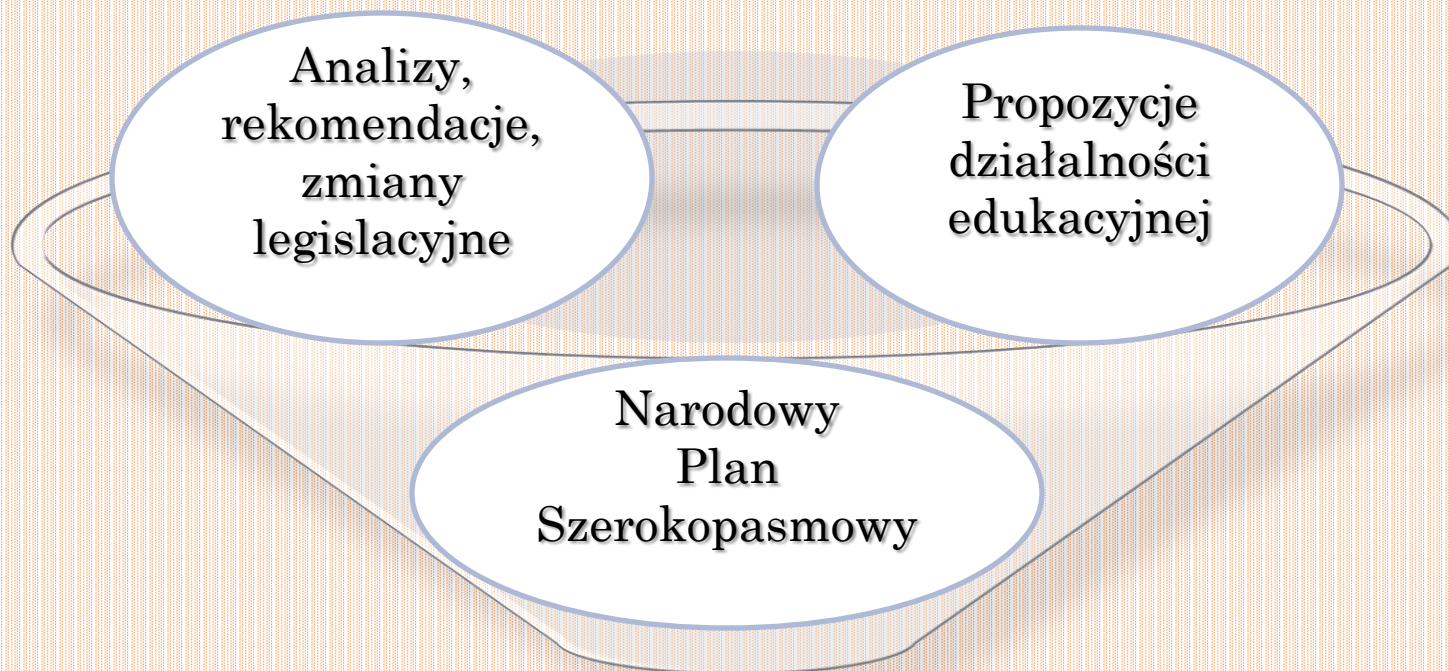 Analizy,
rekomendacje,
zmiany
legislacyjne
Propozycje
działalności
edukacyjnej
Narodowy
Plan
Szerokopasmowy